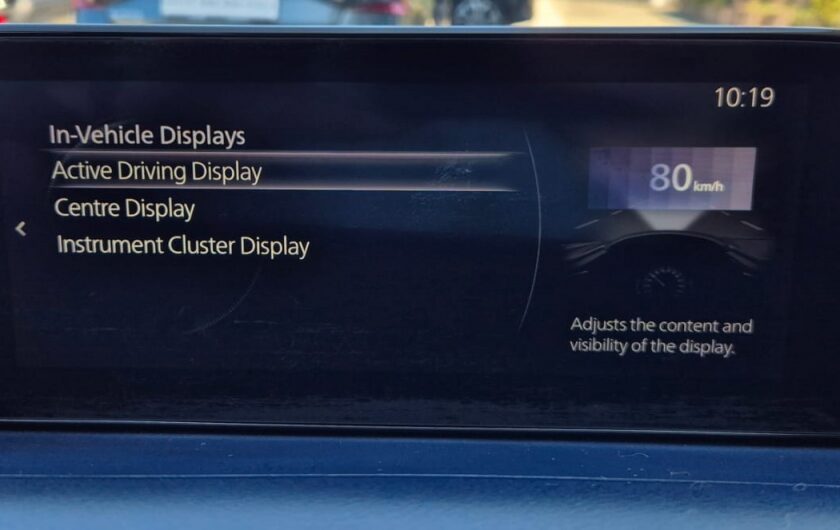 10:19
In-Vehicle Displays
Active Driving Display
Centre Display
Instrument Cluster Display
80 km/h
Adjusts the content and
visibility of the display.